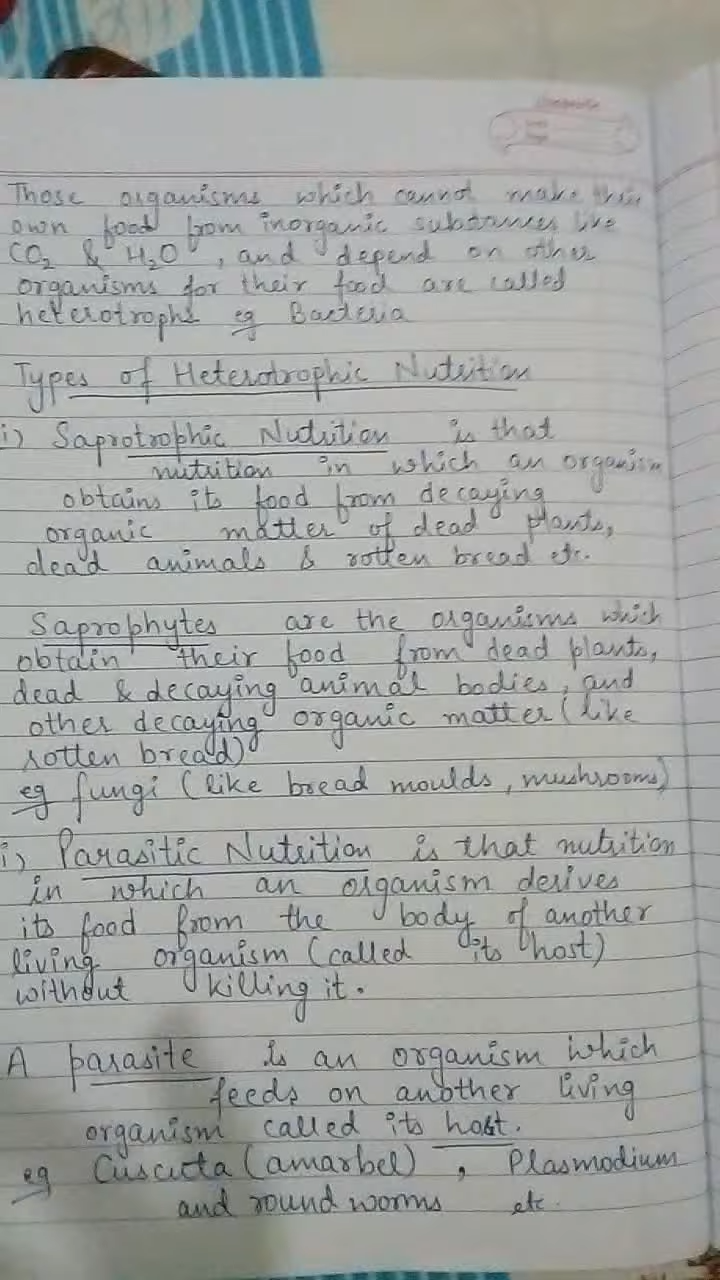 Those organisms which cannot make their
own food from inorganic substances like
CO₂ & H₂O, and depend on other
organisms for their food are called
heterotrophs eg Bacteria
Types of Heterotrophic Nutrition
i) Saprotrophic Nutrition is that
nutrition in which an organism
obtains its food from decaying
organic matter of dead plants,
dead animals & rotten bread etc.
Saprophytes are the organisms which
obtain their food from dead plants,
dead & decaying animal bodies, and
other decaying organic matter (like
rotten bread)
eg fungi (like bread moulds, mushrooms)
i) Parasitic Nutrition is that nutrition
in which an organism derives
its food from the body of another
living organism (called its host)
without killing it.
A parasite is an organism which
feeds on another living
organism called its host.
eg Cuscuta (amarbel), Plasmodium
and round worms etc.